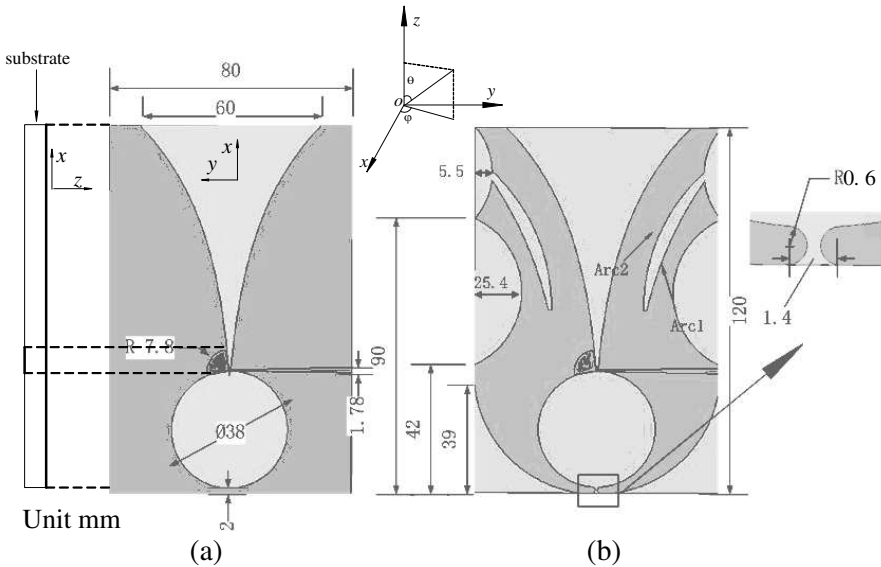 substrate
80
60
x
z
x
y
R 7.8
Ø38
1.78
2
Unit mm
(a)
z
θ
o
y
φ
x
5.5
25.4
90
42
39
Arc2
Arc1
120
R0.6
1.4
(b)